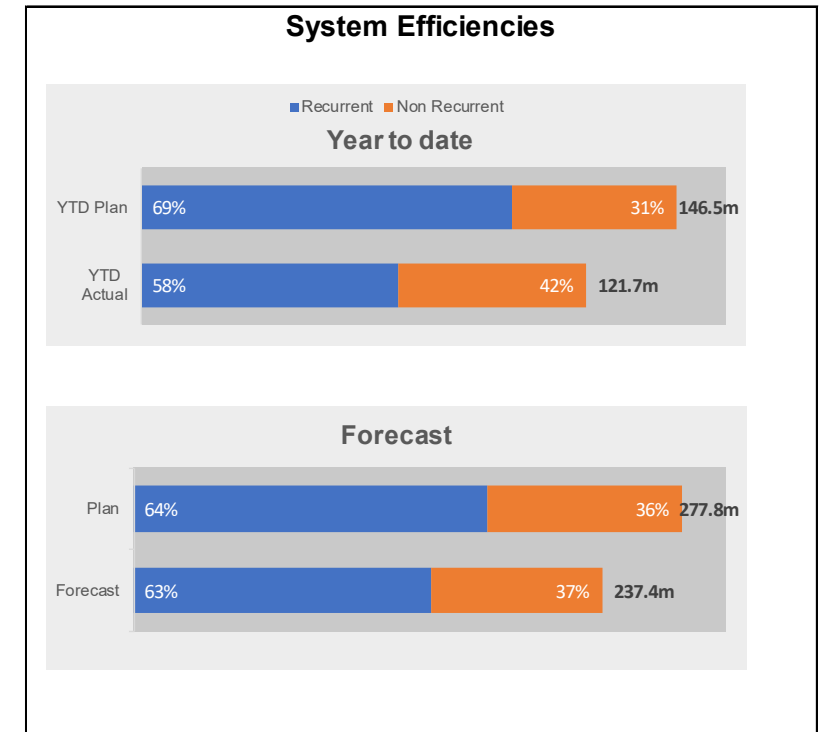 System Efficiencies
Recurrent Non Recurrent
Year to date
YTD Plan 69% 31% 146.5m
YTD
Actual 58% 42% 121.7m
Forecast
Plan 64% 36% 277.8m
Forecast 63% 37% 237.4m